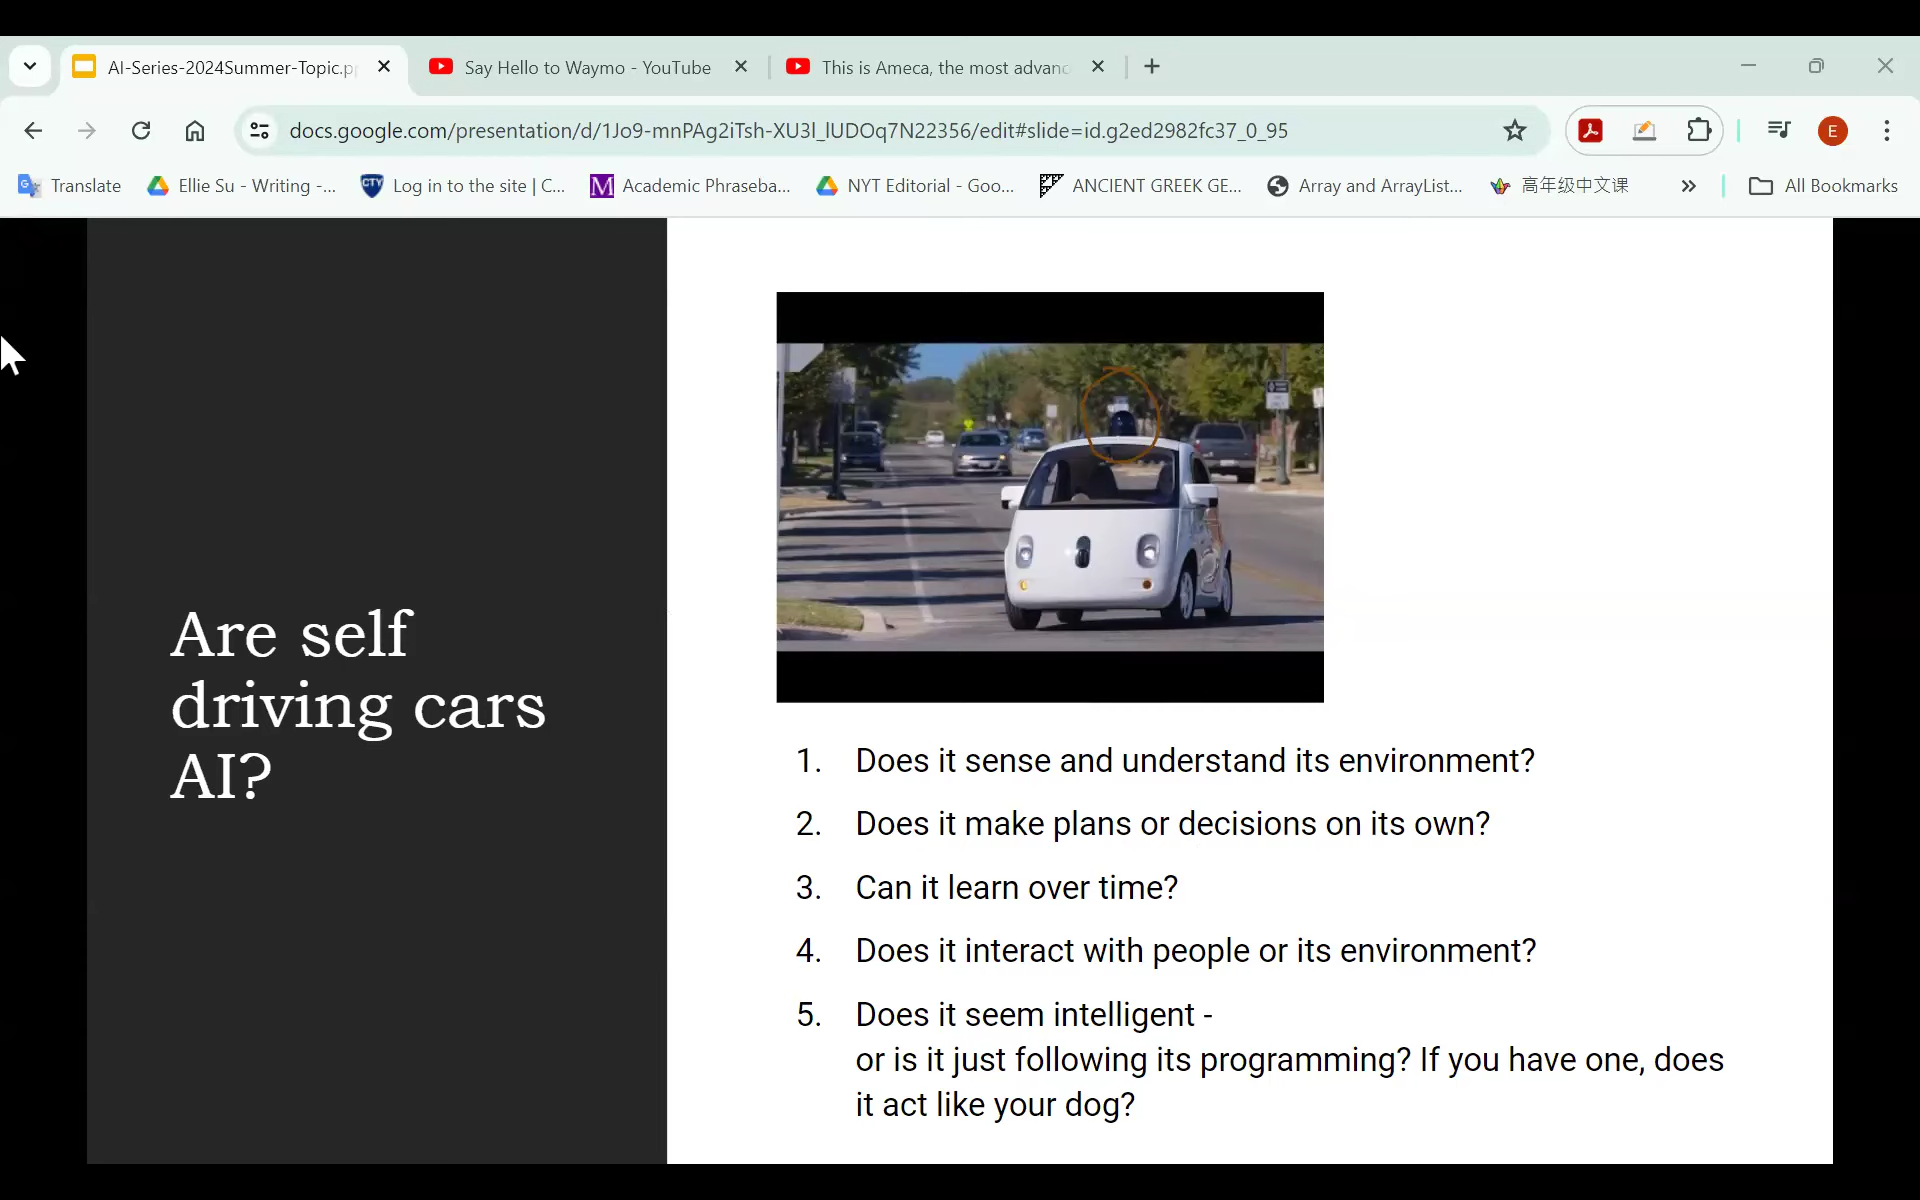 AI-Series-2024Summer-Topic.p
Say Hello to Waymo - YouTube
This is Ameca, the most advanc
docs.google.com/presentation/d/1Jo9-mnPAg2iTsh-XU3l_lUDOq7N22356/edit#slide=id.g2ed2982fc37_0_95
E
Translate
Ellie Su - Writing -...
CTY
Log in to the site | C...
M
Academic Phraseba...
NYT Editorial - Goo...
ANCIENT GREEK GE...
Array and ArrayList...
高年级中文课
All Bookmarks
Are self
driving cars
AI?
1. Does it sense and understand its environment?
2. Does it make plans or decisions on its own?
3. Can it learn over time?
4. Does it interact with people or its environment?
5. Does it seem intelligent -
or is it just following its programming? If you have one, does
it act like your dog?